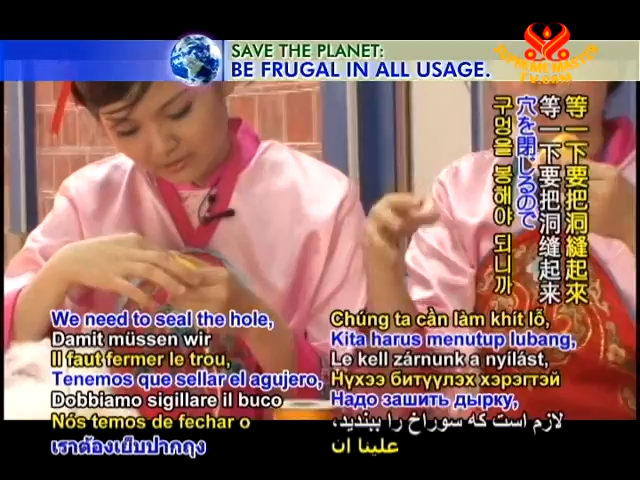 SAVE THE PLANET:
BE FRUGAL IN ALL USAGE.
SUPREME MASTER
TV.COM
等一下要把洞縫起來
等一下要把洞缝起来
穴を閉じるので
구멍을 봉해야 되니까
We need to seal the hole,
Damit müssen wir
Il faut fermer le trou,
Tenemos que sellar el agujero,
Dobbiamo sigillare il buco
Nós temos de fechar o
เราต้องเย็บปากถุง
Chúng ta cần làm khít lỗ,
Kita harus menutup lubang,
Le kell zárnunk a nyílást,
Нүхээ битүүлэх хэрэгтэй
Надо зашить дырку,
لازم است که سوراخ را ببندید،
علينا أن